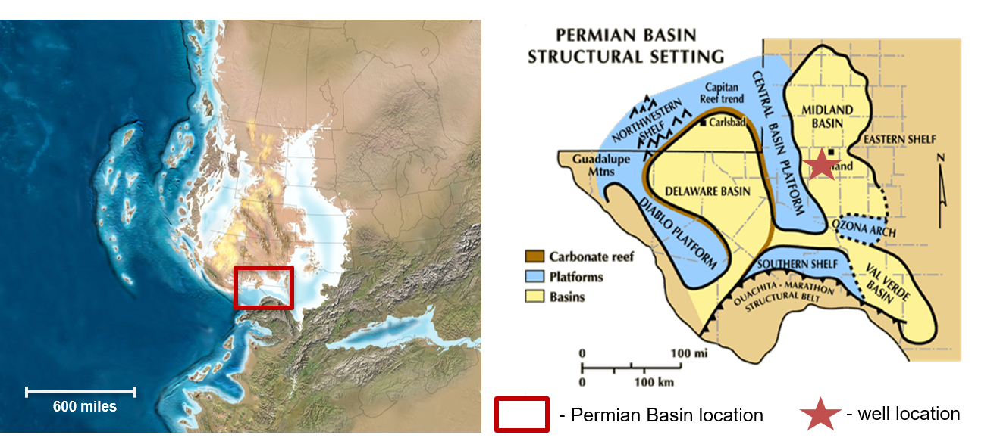 600 miles
PERMIAN BASIN
STRUCTURAL SETTING
Capitan
Reef trend
NORTHWESTERN
SHELF
Carlsbad
CENTRAL BASIN PLATFORM
MIDLAND
BASIN
EASTERN SHELF
Guadalupe
Mtns
DELAWARE BASIN
DIABLO PLATFORM
OZONA ARCH
SOUTHERN SHELF
VAL VERDE
BASIN
OUACHITA - MARATHON
STRUCTURAL BELT
N
Carbonate reef
Platforms
Basins
0 100 mi
0 100 km
- Permian Basin location
- well location